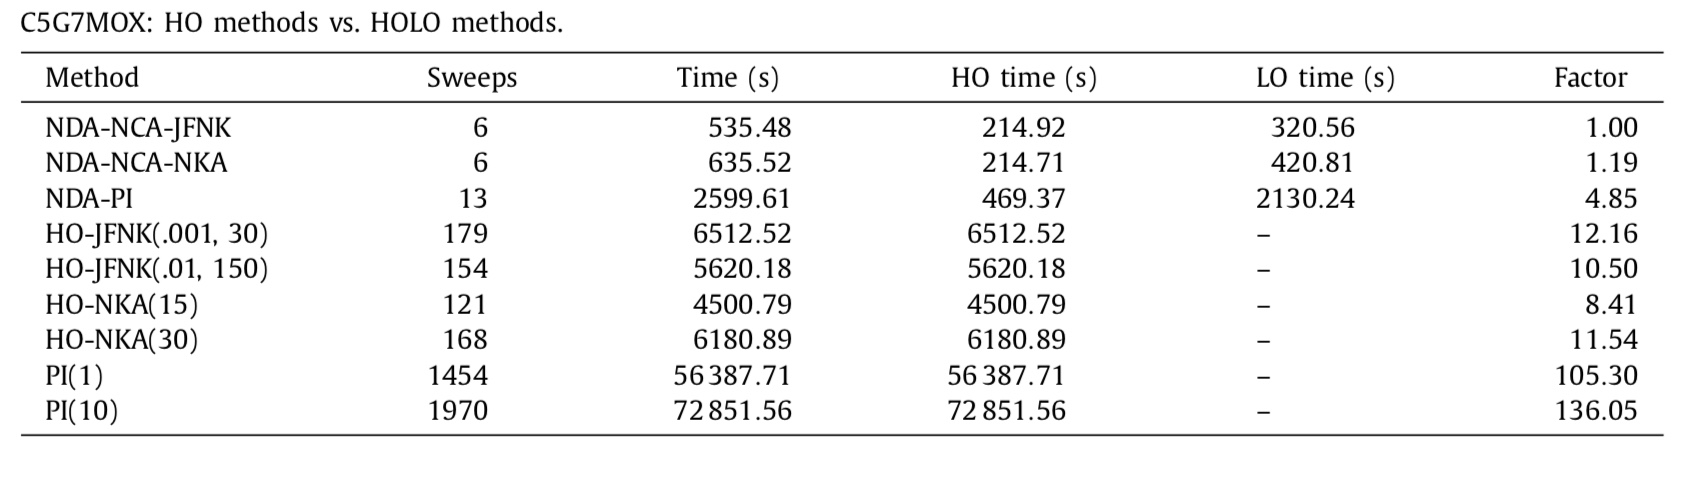 C5G7MOX: HO methods vs. HOLO methods.
Method Sweeps Time (s) HO time (s) LO time (s) Factor
NDA-NCA-JFNK 6 535.48 214.92 320.56 1.00
NDA-NCA-NKA 6 635.52 214.71 420.81 1.19
NDA-PI 13 2599.61 469.37 2130.24 4.85
HO-JFNK(.001, 30) 179 6512.52 6512.52 – 12.16
HO-JFNK(.01, 150) 154 5620.18 5620.18 – 10.50
HO-NKA(15) 121 4500.79 4500.79 – 8.41
HO-NKA(30) 168 6180.89 6180.89 – 11.54
PI(1) 1454 56 387.71 56 387.71 – 105.30
PI(10) 1970 72 851.56 72 851.56 – 136.05